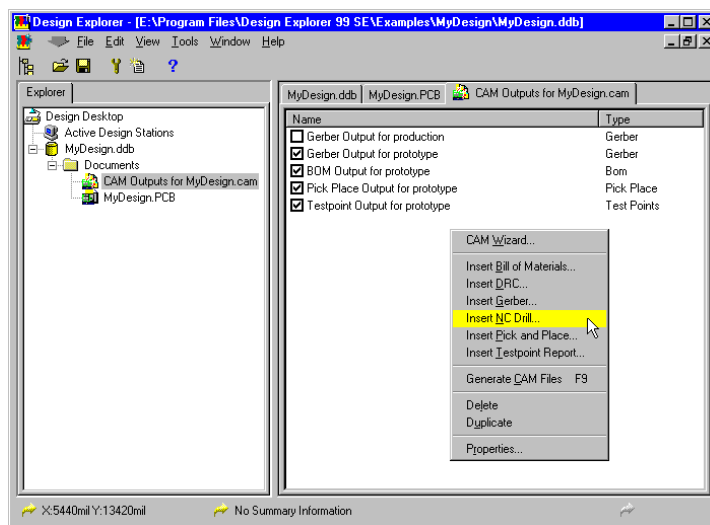 Design Explorer - [E:\Program Files\Design Explorer 99 SE\Examples\MyDesign\MyDesign.ddb]
File Edit View Tools Window Help
?
Explorer
Design Desktop
Active Design Stations
MyDesign.ddb
Documents
CAM Outputs for MyDesign.cam
MyDesign.PCB
MyDesign.ddb MyDesign.PCB CAM Outputs for MyDesign.cam
Name Type
Gerber Output for production Gerber
Gerber Output for prototype Gerber
BOM Output for prototype Bom
Pick Place Output for prototype Pick Place
Testpoint Output for prototype Test Points
CAM Wizard...
Insert Bill of Materials...
Insert DRC...
Insert Gerber...
Insert NC Drill...
Insert Pick and Place...
Insert Testpoint Report...
Generate CAM Files F9
Delete
Duplicate
Properties...
X:5440mil Y:13420mil No Summary Information